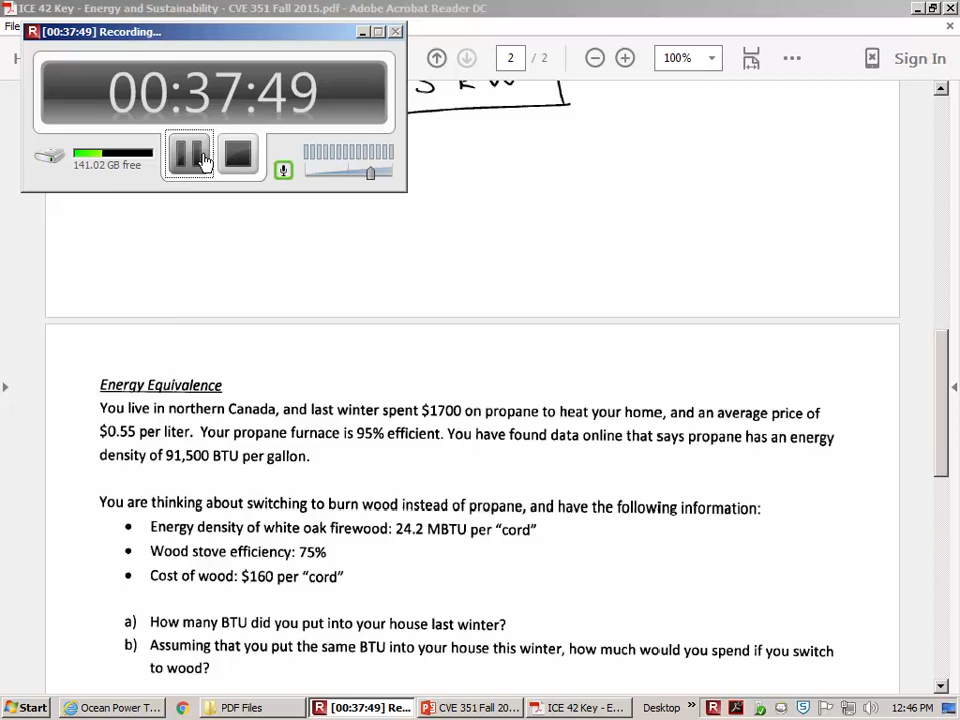 ICE 42 Key - Energy and Sustainability - CVE 351 Fall 2015.pdf - Adobe Acrobat Reader DC
File
[00:37:49] Recording...
2 / 2
100%
Sign In
00:37:49
141.02 GB free
Energy Equivalence
You live in northern Canada, and last winter spent $1700 on propane to heat your home, and an average price of
$0.55 per liter. Your propane furnace is 95% efficient. You have found data online that says propane has an energy
density of 91,500 BTU per gallon.
You are thinking about switching to burn wood instead of propane, and have the following information:
• Energy density of white oak firewood: 24.2 MBTU per “cord”
• Wood stove efficiency: 75%
• Cost of wood: $160 per “cord”
a) How many BTU did you put into your house last winter?
b) Assuming that you put the same BTU into your house this winter, how much would you spend if you switch
to wood?
Start
Ocean Power T...
PDF Files
[00:37:49] Re...
CVE 351 Fall 20...
ICE 42 Key - En...
Desktop
12:46 PM